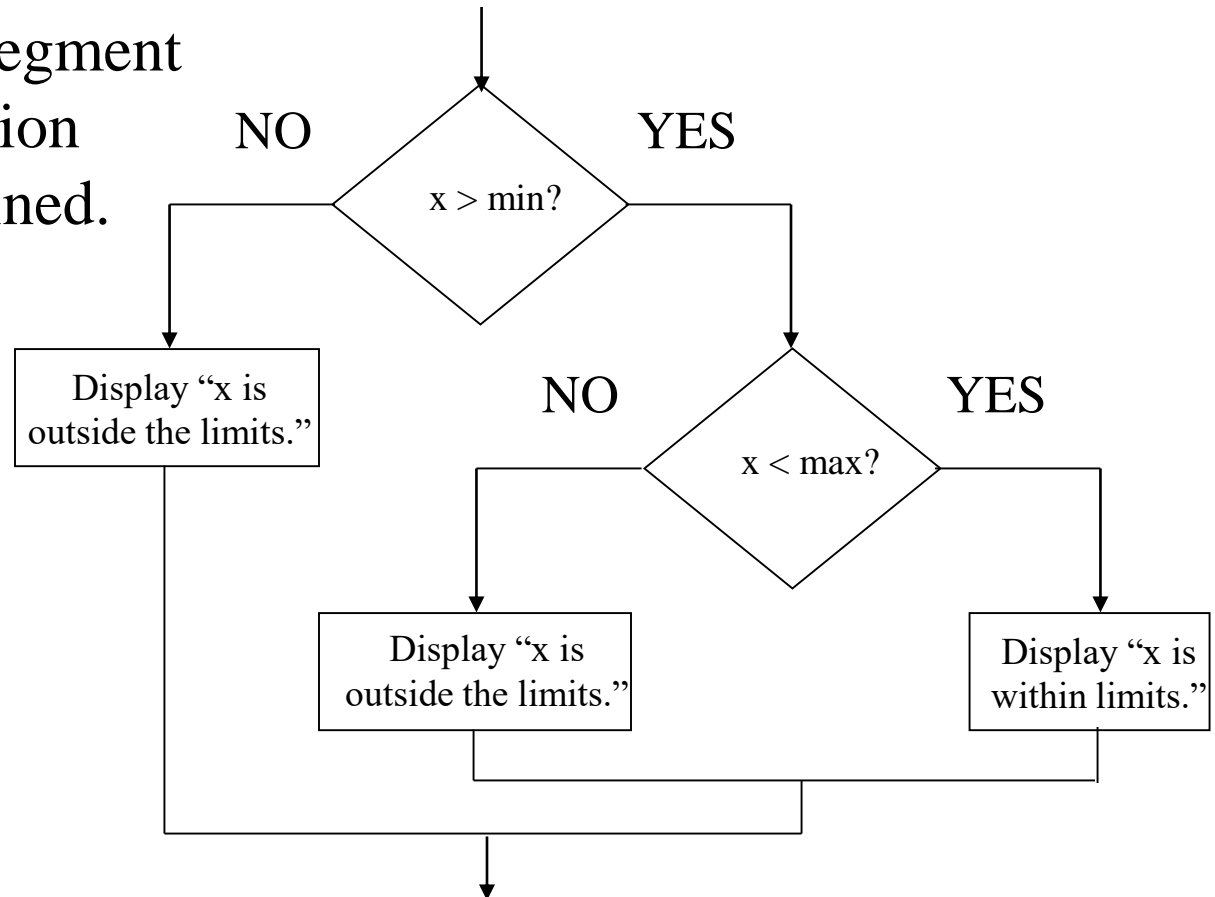 egment
ion
ned.
NO
YES
x > min?
Display “x is
outside the limits.”
NO
YES
x < max?
Display “x is
outside the limits.”
Display “x is
within limits.”